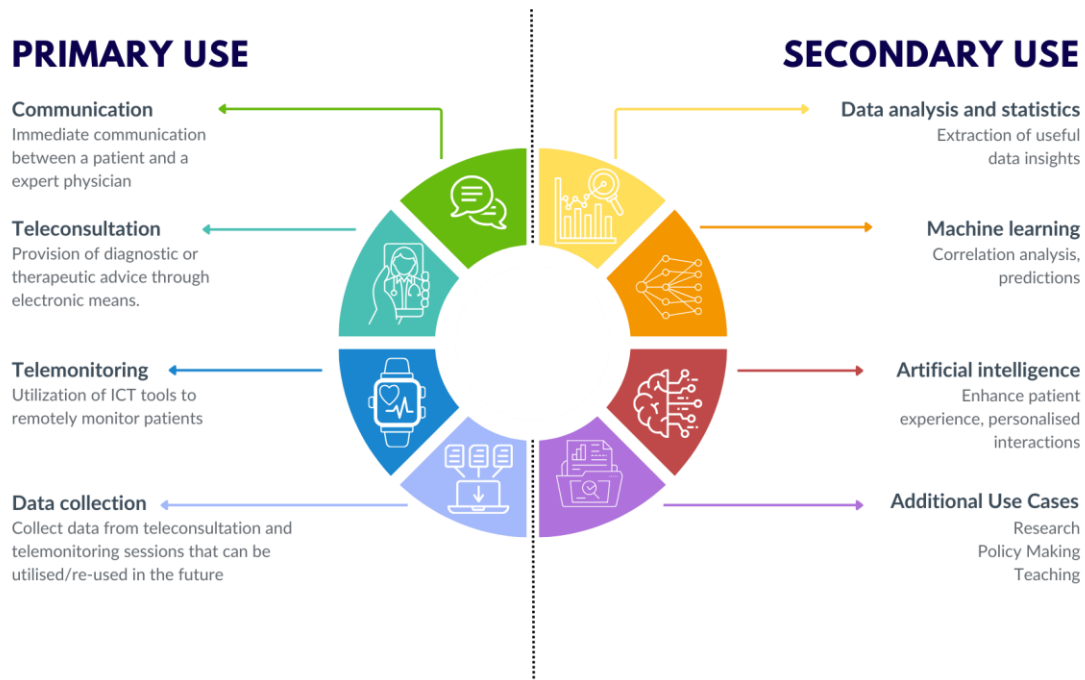 PRIMARY USE
Communication
Immediate communication
between a patient and a
expert physician
Teleconsultation
Provision of diagnostic or
therapeutic advice through
electronic means.
Telemonitoring
Utilization of ICT tools to
remotely monitor patients
Data collection
Collect data from teleconsultation and
telemonitoring sessions that can be
utilised/re-used in the future
SECONDARY USE
Data analysis and statistics
Extraction of useful
data insights
Machine learning
Correlation analysis,
predictions
Artificial intelligence
Enhance patient
experience, personalised
interactions
Additional Use Cases
Research
Policy Making
Teaching